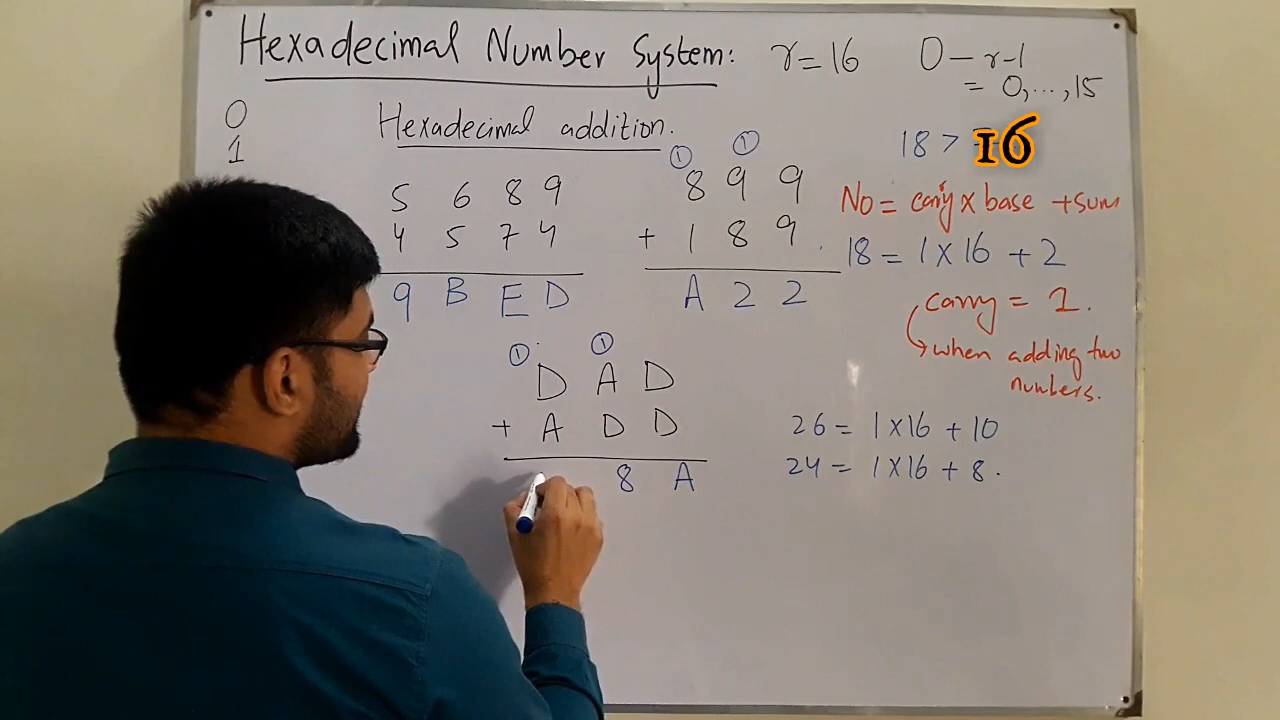 Hexadecimal Number System: r=16 0 — r-1
= 0,...,15
0
1
Hexadecimal addition.
18 > 16
1 1
5 6 8 9 8 9 9
4 5 7 4 + 1 8 9.
9 B E D A 2 2
No = carry x base + sum
18 = 1 X 16 + 2
carry = 1.
when adding two
numbers.
1 1
D A D
+ A D D
8 A
26 = 1 X 16 + 10
24 = 1 X 16 + 8.